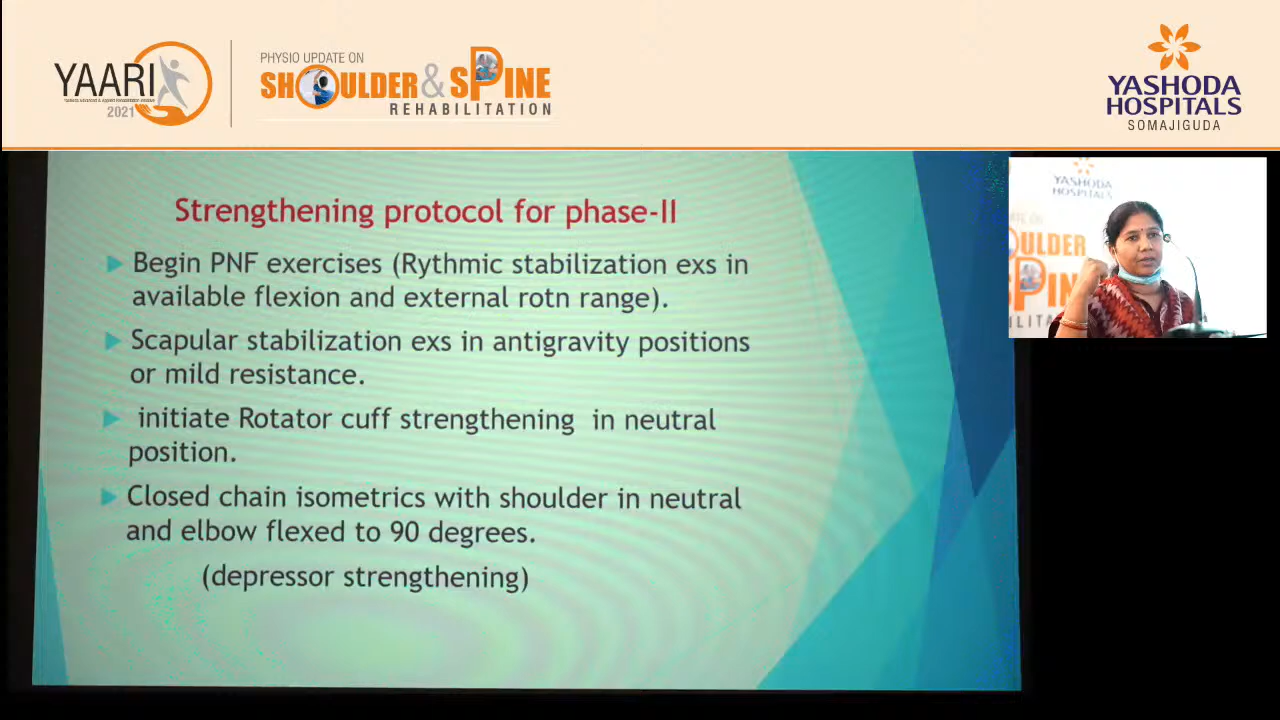 YAARI
2021
PHYSIO UPDATE ON
SHOULDER & SPINE
REHABILITATION
YASHODA
HOSPITALS
SOMAJIGUDA
Strengthening protocol for phase-II
Begin PNF exercises (Rythmic stabilization exs in
available flexion and external rotn range).
Scapular stabilization exs in antigravity positions
or mild resistance.
initiate Rotator cuff strengthening in neutral
position.
Closed chain isometrics with shoulder in neutral
and elbow flexed to 90 degrees.
(depressor strengthening)
YASHODA
HOSPITALS